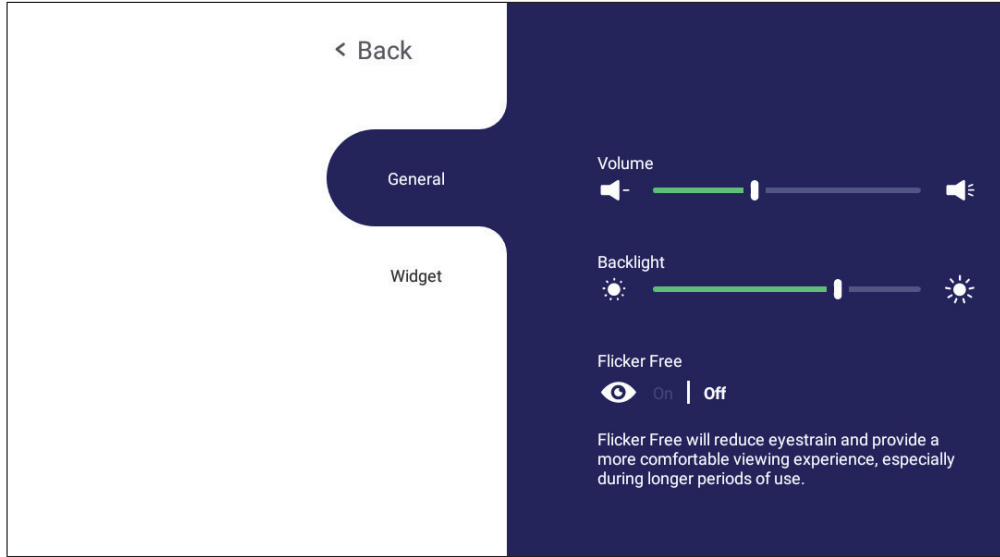 < Back
General
Widget
Volume
Backlight
Flicker Free
On | Off
Flicker Free will reduce eyestrain and provide a
more comfortable viewing experience, especially
during longer periods of use.